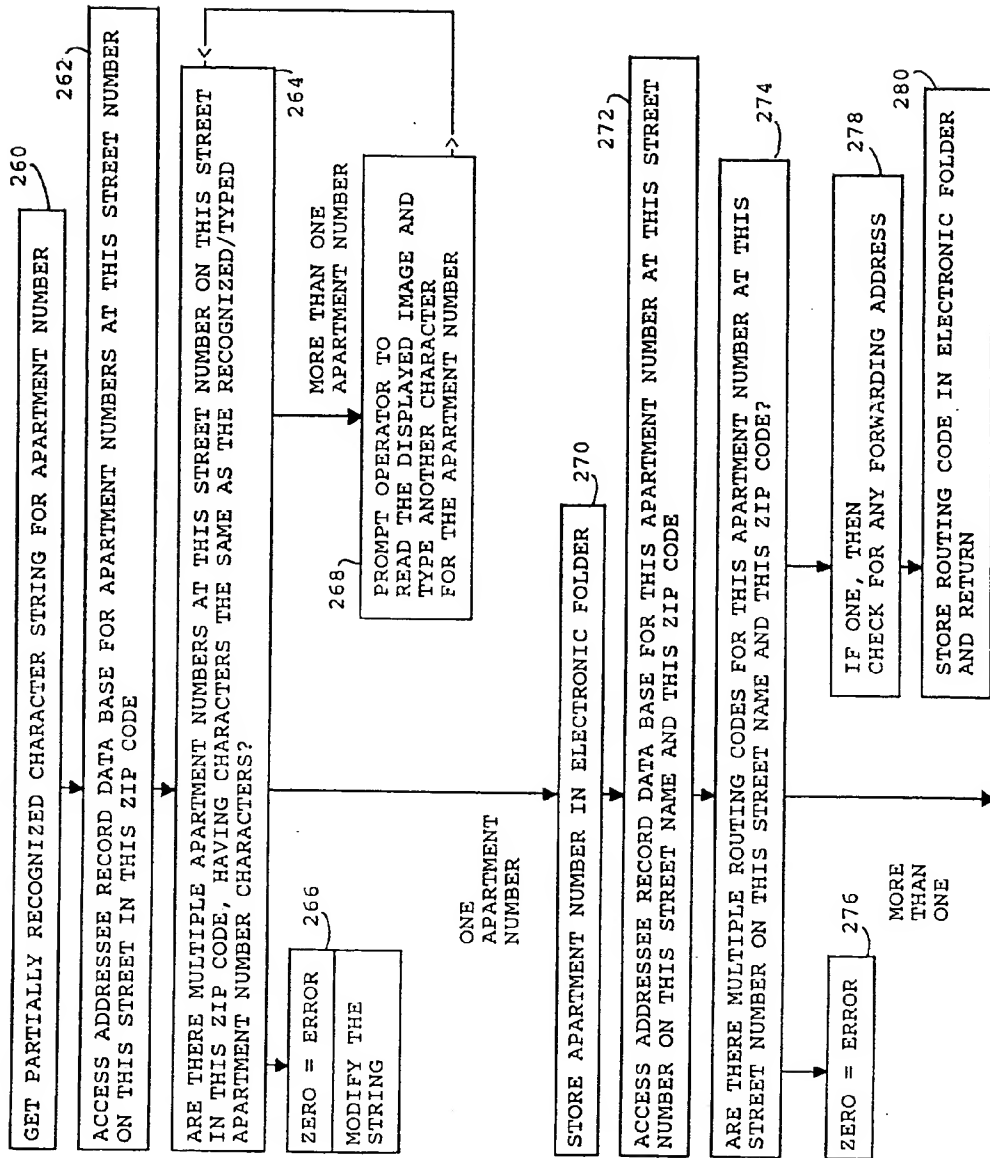 260
GET PARTIALLY RECOGNIZED CHARACTER STRING FOR APARTMENT NUMBER
262
ACCESS ADDRESSEE RECORD DATA BASE FOR APARTMENT NUMBERS AT THIS STREET NUMBER
ON THIS STREET IN THIS ZIP CODE
ARE THERE MULTIPLE APARTMENT NUMBERS AT THIS STREET NUMBER ON THIS STREET
IN THIS ZIP CODE, HAVING CHARACTERS THE SAME AS THE RECOGNIZED/TYPED
APARTMENT NUMBER CHARACTERS?
264
ZERO = ERROR
266
MODIFY THE
STRING
ONE
APARTMENT
NUMBER
MORE THAN ONE
APARTMENT NUMBER
268
PROMPT OPERATOR TO
READ THE DISPLAYED IMAGE AND
TYPE ANOTHER CHARACTER
FOR THE APARTMENT NUMBER
STORE APARTMENT NUMBER IN ELECTRONIC FOLDER
270
272
ACCESS ADDRESSEE RECORD DATA BASE FOR THIS APARTMENT NUMBER AT THIS STREET
NUMBER ON THIS STREET NAME AND THIS ZIP CODE
274
ARE THERE MULTIPLE ROUTING CODES FOR THIS APARTMENT NUMBER AT THIS
STREET NUMBER ON THIS STREET NAME AND THIS ZIP CODE?
ZERO = ERROR
276
MORE
THAN
ONE
278
IF ONE, THEN
CHECK FOR ANY FORWARDING ADDRESS
280
STORE ROUTING CODE IN ELECTRONIC FOLDER
AND RETURN